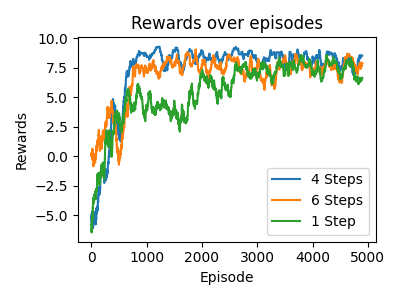 Rewards over episodes
10.0
7.5
5.0
2.5
0.0
−2.5
−5.0
Rewards
4 Steps
6 Steps
1 Step
0 1000 2000 3000 4000 5000
Episode